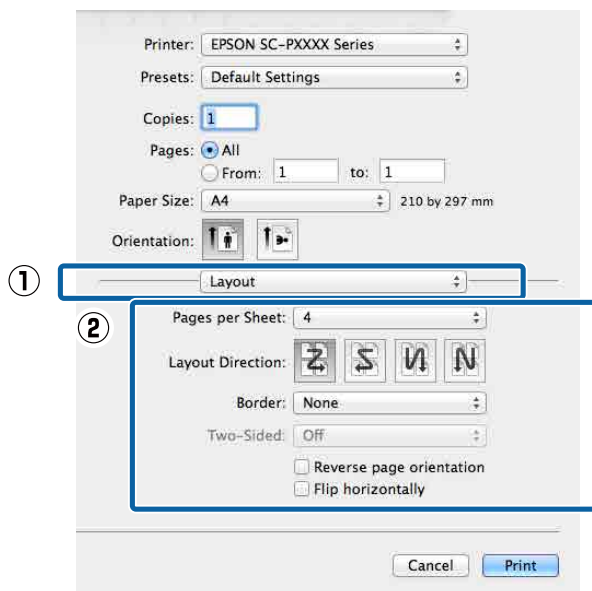 Printer: EPSON SC-PXXXX Series
Presets: Default Settings
Copies: 1
Pages: All
From: 1 to: 1
Paper Size: A4 210 by 297 mm
Orientation:
① Layout
②
Pages per Sheet: 4
Layout Direction:
Border: None
Two-Sided: Off
Reverse page orientation
Flip horizontally
Cancel Print